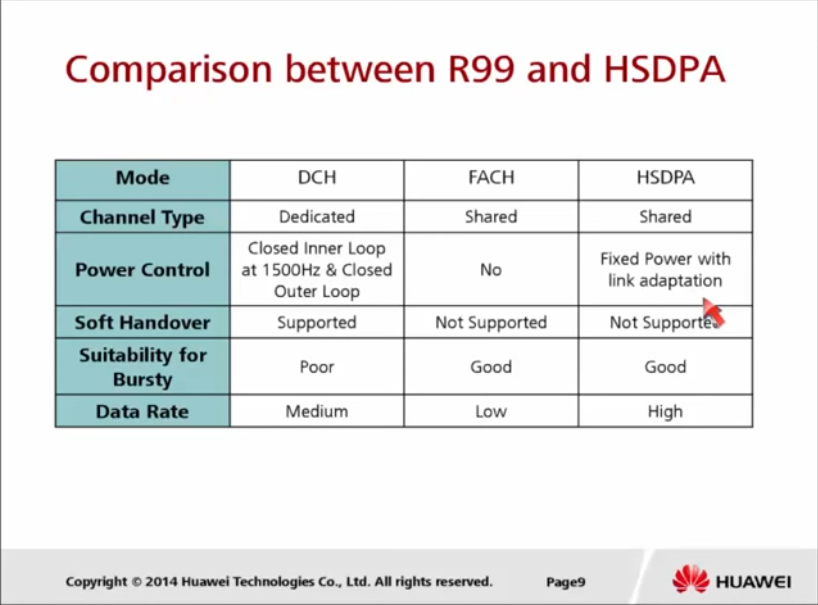 Comparison between R99 and HSDPA
Mode DCH FACH HSDPA
Channel Type Dedicated Shared Shared
Power Control Closed Inner Loop at 1500Hz & Closed Outer Loop No Fixed Power with link adaptation
Soft Handover Supported Not Supported Not Supported
Suitability for Bursty Poor Good Good
Data Rate Medium Low High
Copyright © 2014 Huawei Technologies Co., Ltd. All rights reserved. Page9 HUAWEI